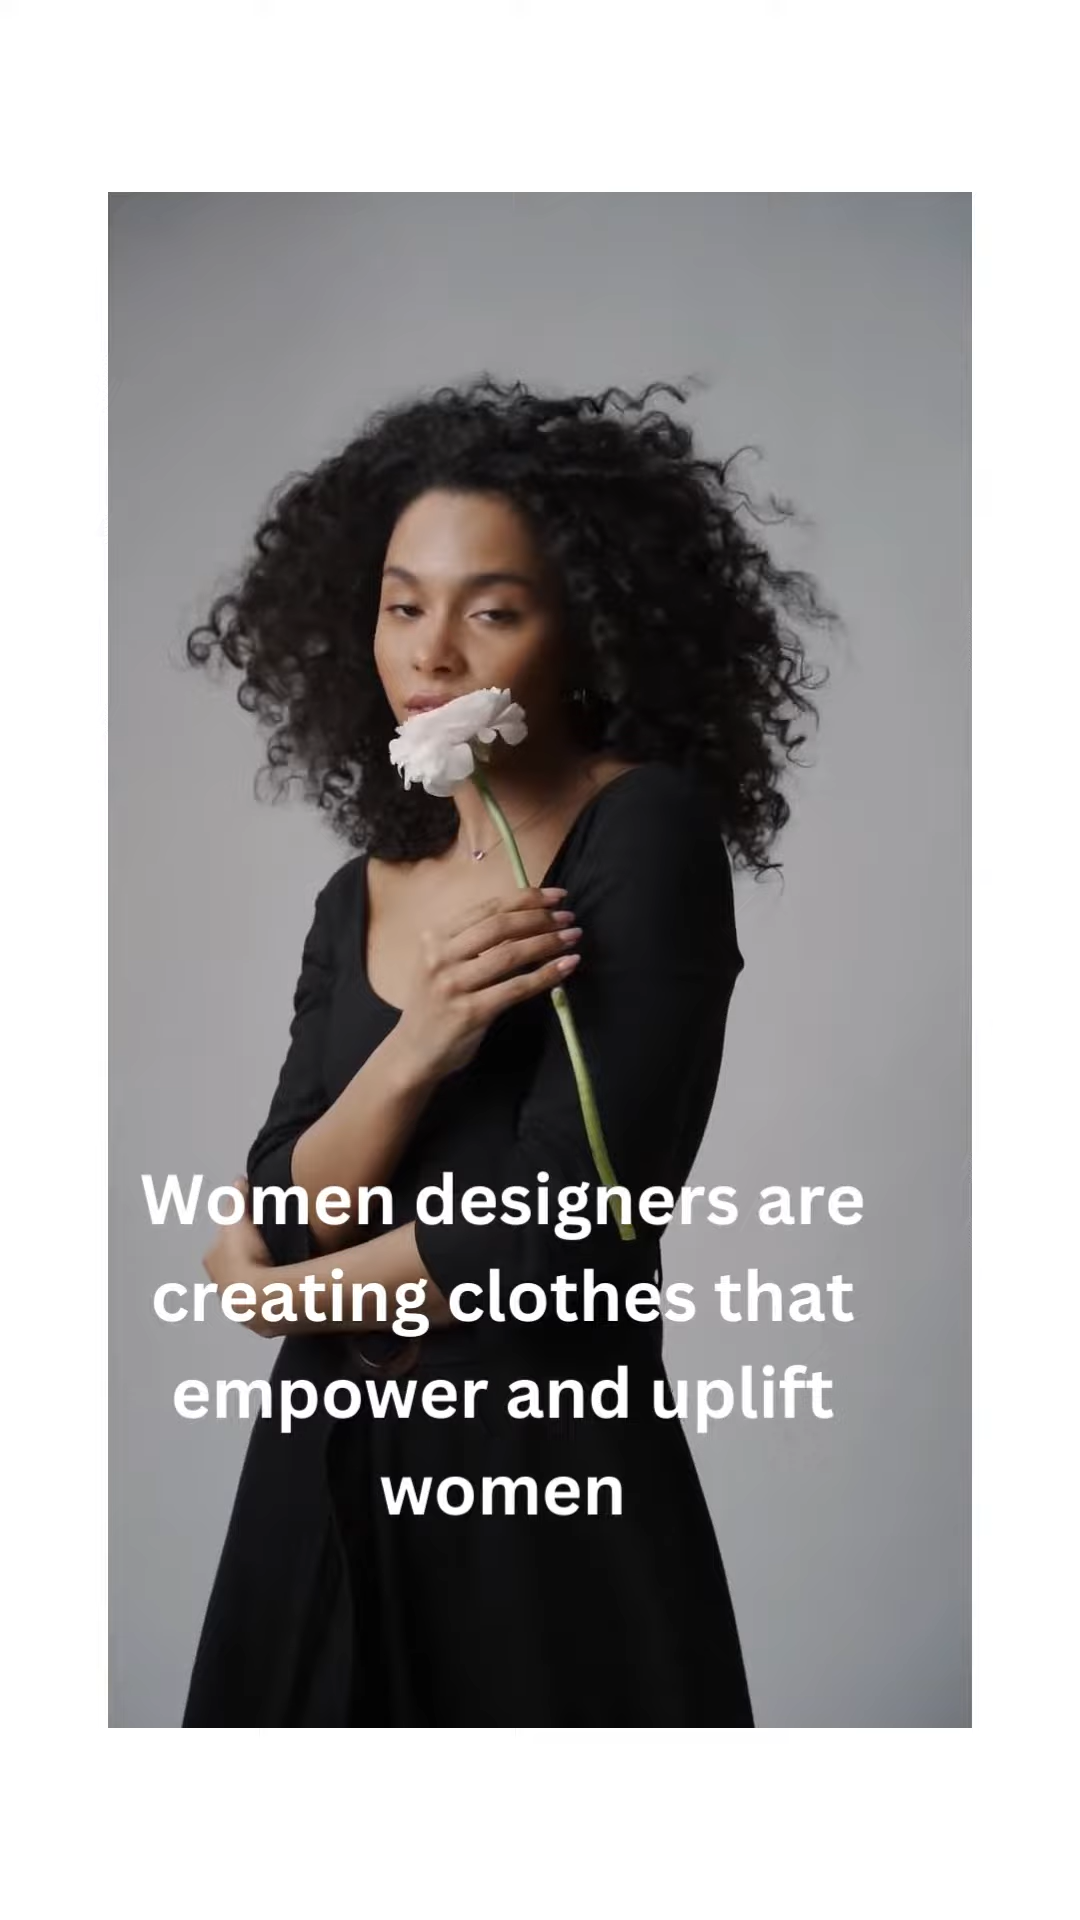 Women designers are
creating clothes that
empower and uplift
women